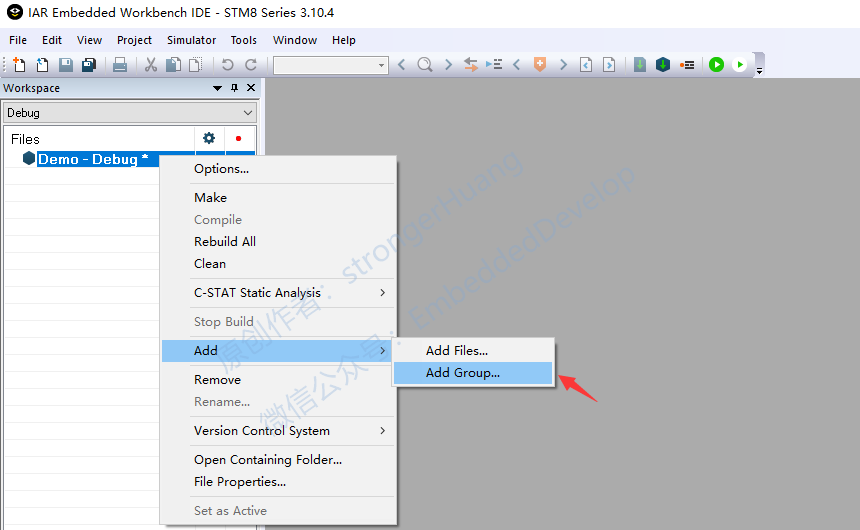 IAR Embedded Workbench IDE - STM8 Series 3.10.4
File Edit View Project Simulator Tools Window Help
Workspace
Debug
Files
Demo - Debug *
Options...
Make
Compile
Rebuild All
Clean
C-STAT Static Analysis
Stop Build
Add
Add Files...
Add Group...
Remove
Rename...
Version Control System
Open Containing Folder...
File Properties...
Set as Active
原创作者：strongerHuang
微信公众号：EmbeddedDevelop